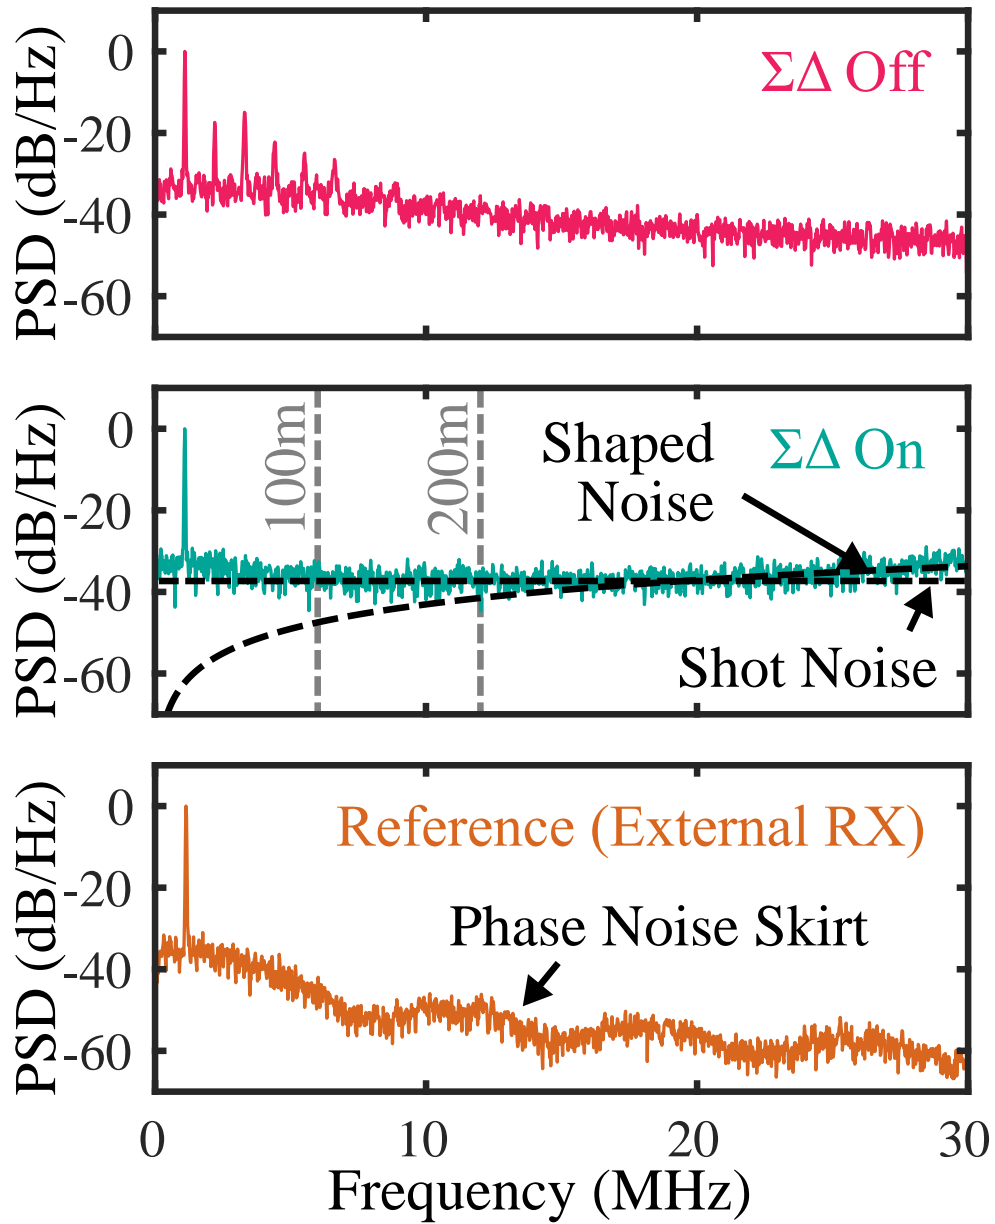 0
-20
-40
-60
PSD (dB/Hz)
ΣΔ Off
0
-20
-40
-60
PSD (dB/Hz)
100m
200m
Shaped
Noise
ΣΔ On
Shot Noise
0
-20
-40
-60
PSD (dB/Hz)
Reference (External RX)
Phase Noise Skirt
0
10
20
30
Frequency (MHz)